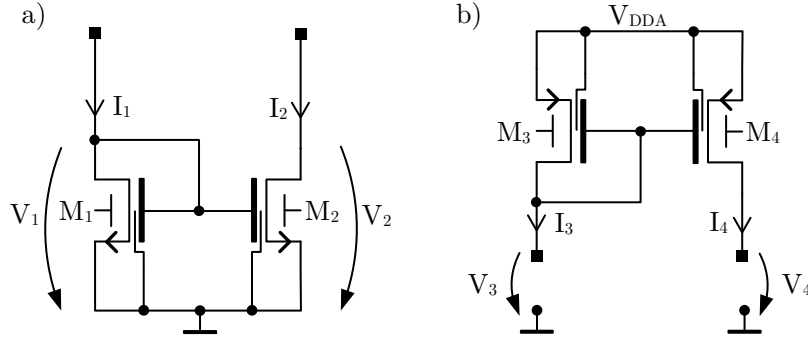 a)
b)
V_DDA
I_1
I_2
M_3
M_4
V_1
M_1
M_2
V_2
I_3
I_4
V_3
V_4